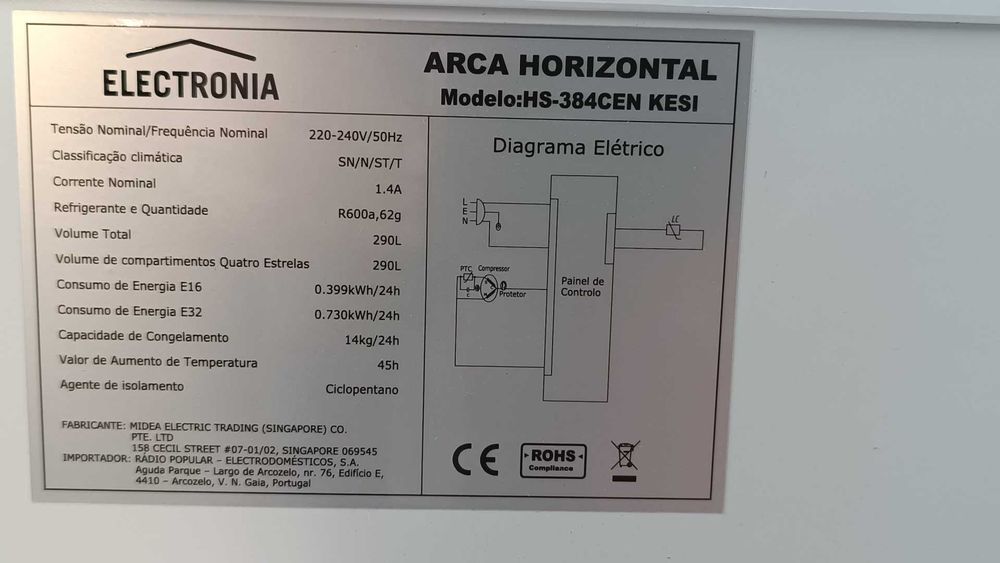 ELECTRONIA
ARCA HORIZONTAL
Modelo:HS-384CEN KESI
Tensão Nominal/Frequência Nominal 220-240V/50Hz
Classificação climática SN/N/ST/T
Corrente Nominal 1.4A
Refrigerante e Quantidade R600a,62g
Volume Total 290L
Volume de compartimentos Quatro Estrelas 290L
Consumo de Energia E16 0.399kWh/24h
Consumo de Energia E32 0.730kWh/24h
Capacidade de Congelamento 14kg/24h
Valor de Aumento de Temperatura 45h
Agente de isolamento Ciclopentano
FABRICANTE: MIDEA ELECTRIC TRADING (SINGAPORE) CO.
PTE. LTD
158 CECIL STREET #07-01/02, SINGAPORE 069545
IMPORTADOR: RÁDIO POPULAR - ELECTRODOMÉSTICOS, S.A.
Aguda Parque - Largo de Arcozelo, nr. 76, Edifício E,
4410 - Arcozelo, V. N. Gaia, Portugal
Diagrama Elétrico
L
E
N
LC
PTC Compressor
C
Protetor
Painel de
Controlo
CE
ROHS
Compliance